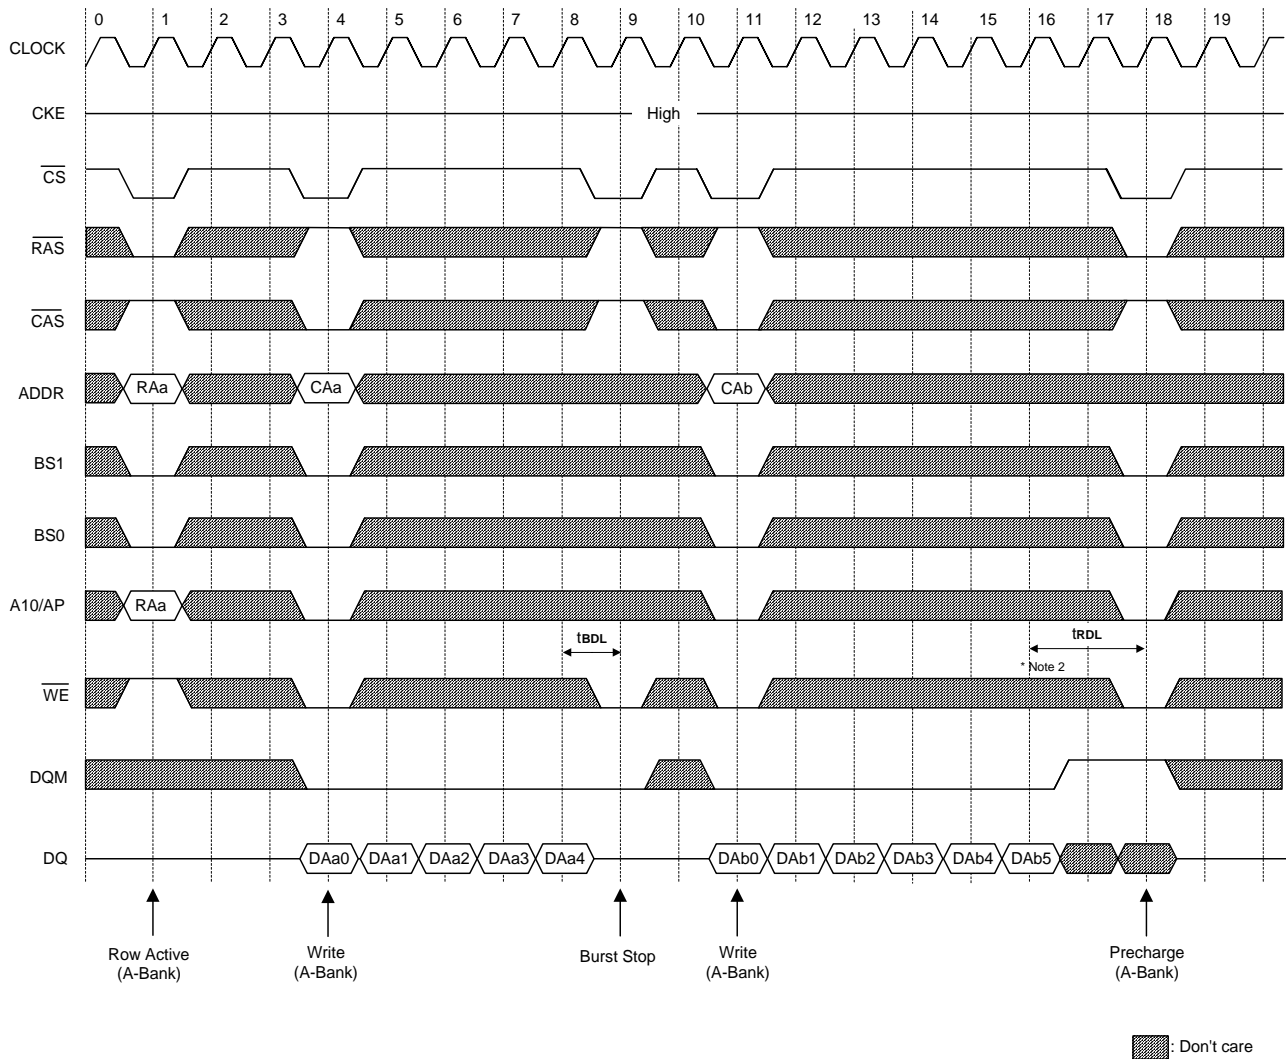 0 1 2 3 4 5 6 7 8 9 10 11 12 13 14 15 16 17 18 19
CLOCK
CKE
High
CS
RAS
CAS
ADDR
RAa CAa CAb
BS1
BS0
A10/AP
RAa
tBDL
tRDL
* Note 2
WE
DQM
DQ
DAa0 DAa1 DAa2 DAa3 DAa4 DAb0 DAb1 DAb2 DAb3 DAb4 DAb5
Row Active
(A-Bank)
Write
(A-Bank)
Burst Stop
Write
(A-Bank)
Precharge
(A-Bank)
: Don't care